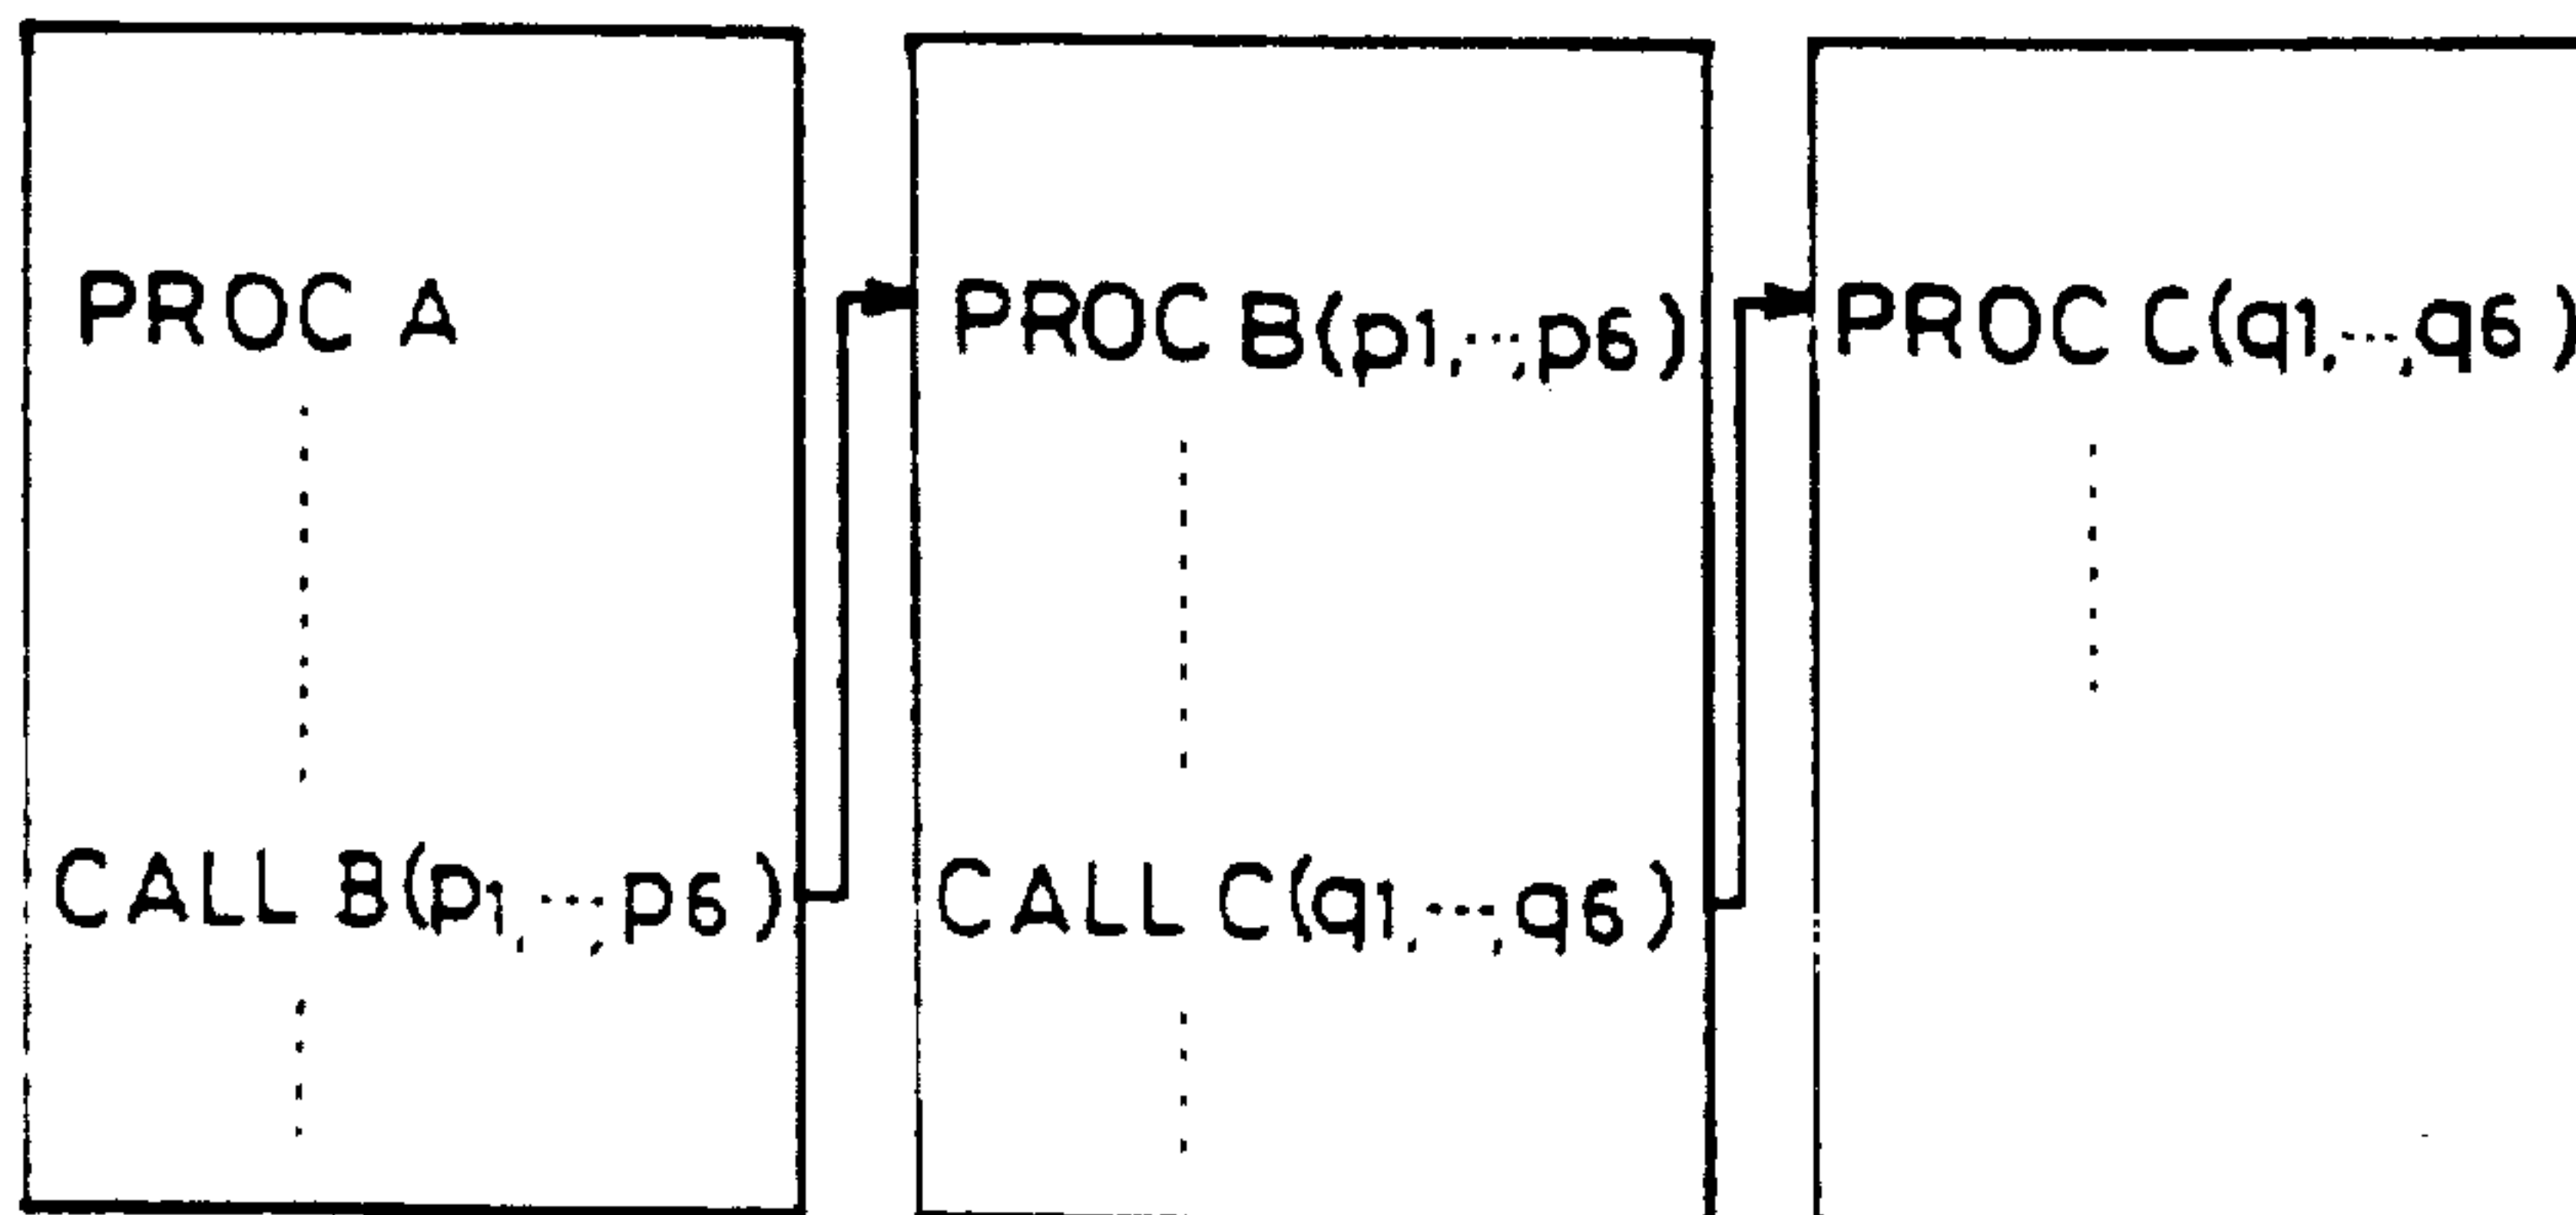 PROC A
CALL B(p1,...,p6)
PROC B(p1,...,p6)
CALL C(q1,...,q6)
PROC C(q1,...,q6)